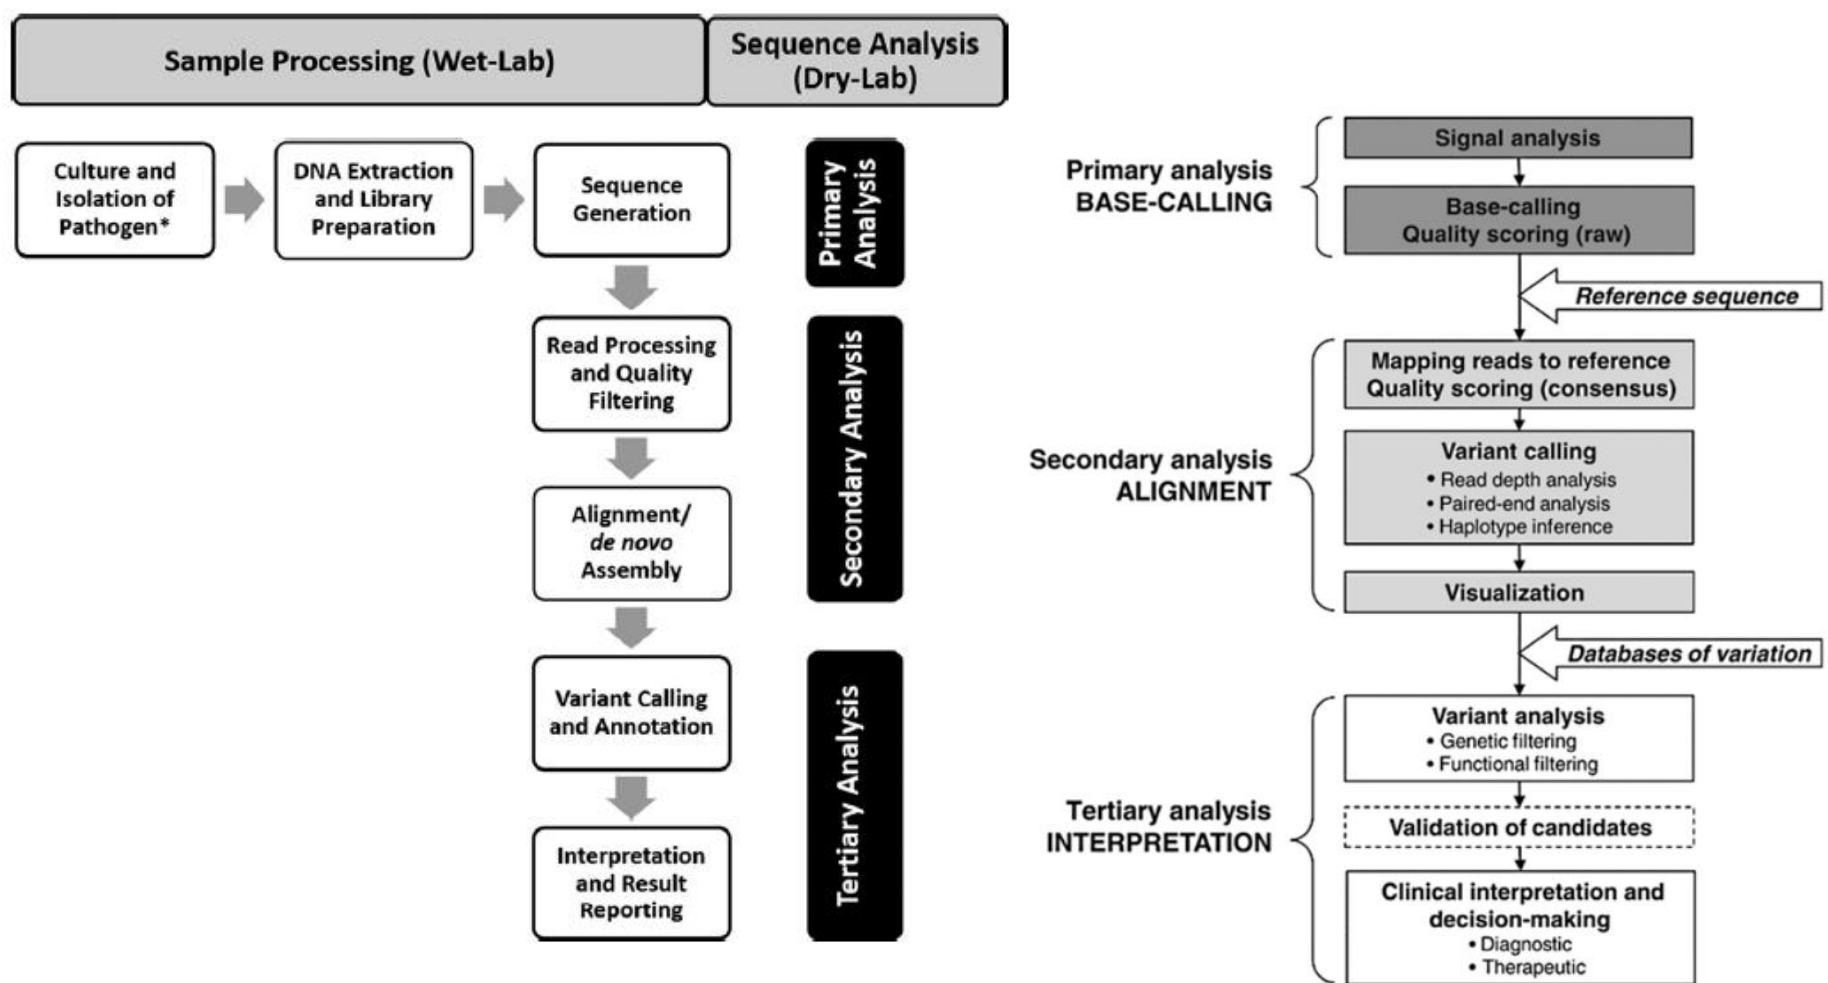 Sample Processing (Wet-Lab)
Sequence Analysis
(Dry-Lab)
Culture and
Isolation of
Pathogen*
DNA Extraction
and Library
Preparation
Sequence
Generation
Primary
Analysis
Read Processing
and Quality
Filtering
Alignment/
de novo
Assembly
Secondary Analysis
Variant Calling
and Annotation
Interpretation
and Result
Reporting
Tertiary Analysis
Primary analysis
BASE-CALLING
Signal analysis
Base-calling
Quality scoring (raw)
Reference sequence
Secondary analysis
ALIGNMENT
Mapping reads to reference
Quality scoring (consensus)
Variant calling
• Read depth analysis
• Paired-end analysis
• Haplotype inference
Visualization
Databases of variation
Tertiary analysis
INTERPRETATION
Variant analysis
• Genetic filtering
• Functional filtering
Validation of candidates
Clinical interpretation and
decision-making
• Diagnostic
• Therapeutic